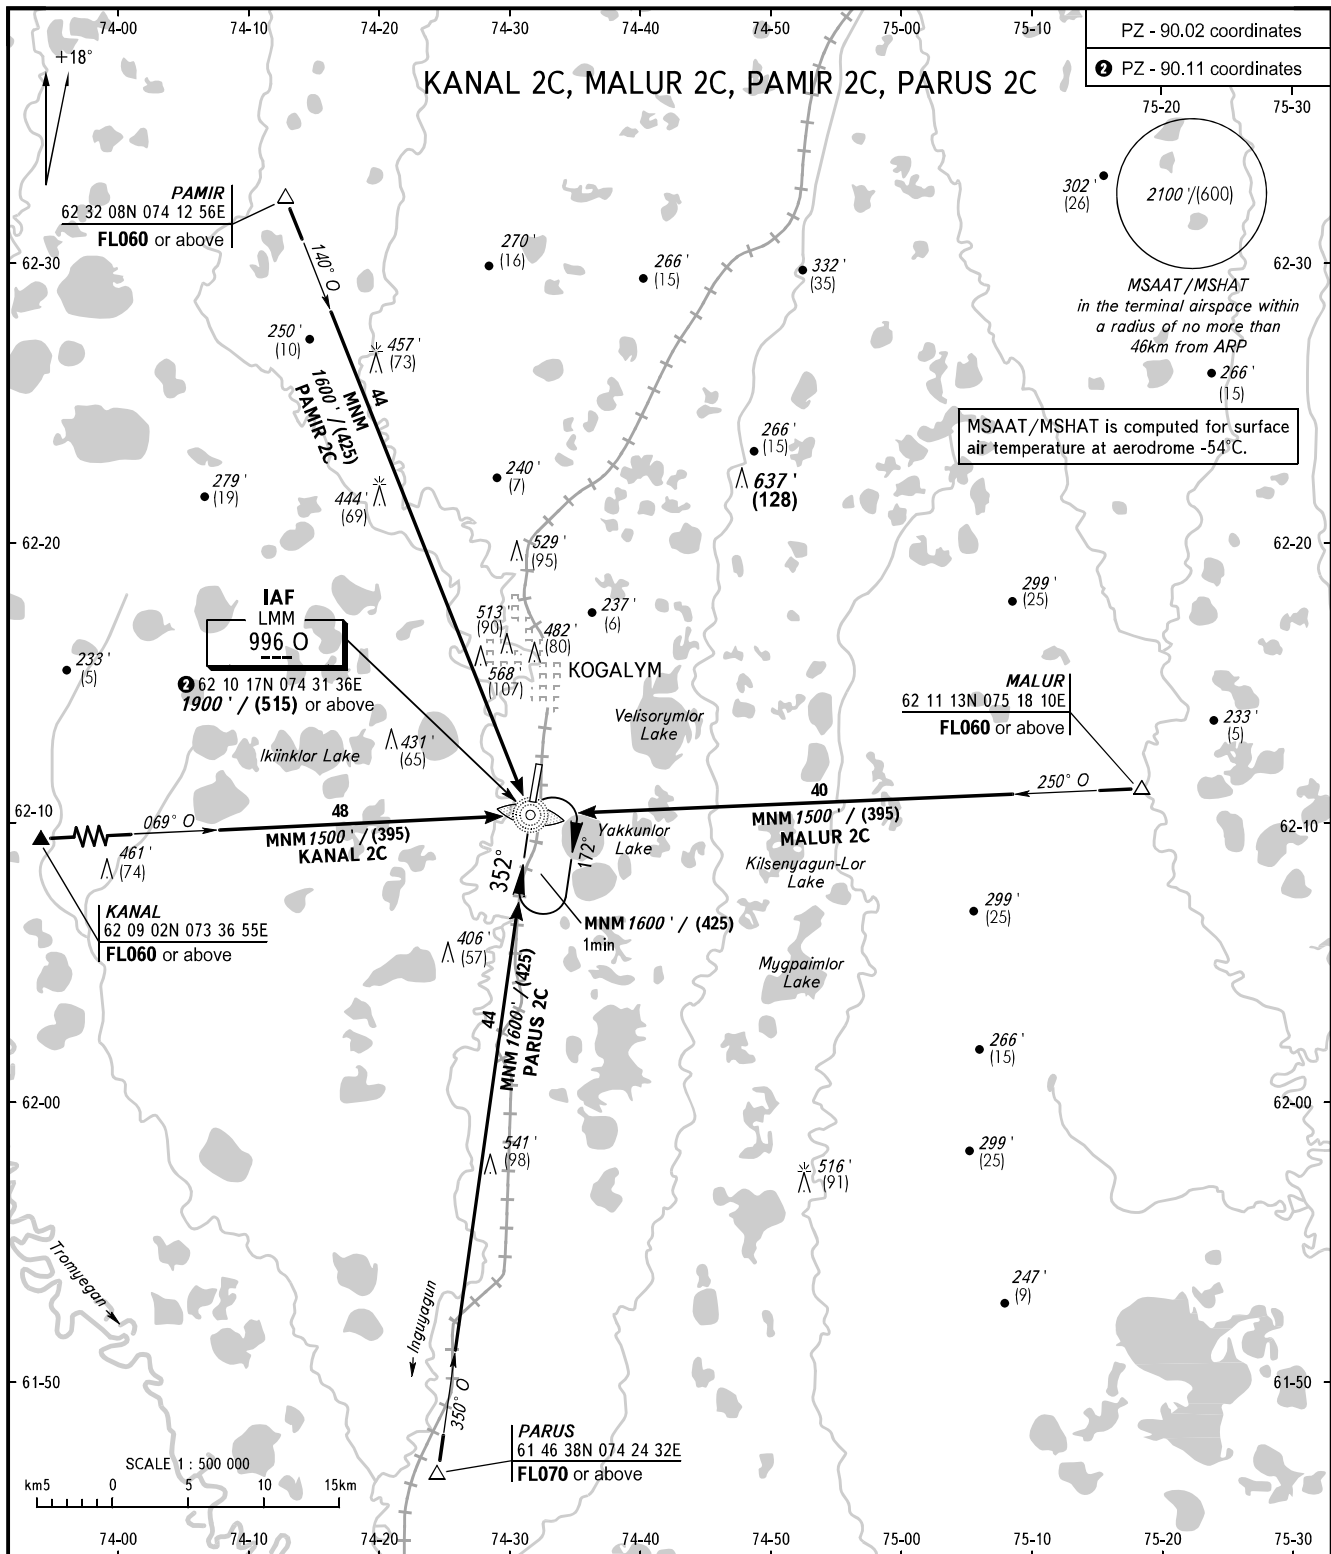 74-00
74-10
74-20
74-30
74-40
74-50
75-00
75-10
PZ - 90.02 coordinates
❷ PZ - 90.11 coordinates
+18°
KANAL 2C, MALUR 2C, PAMIR 2C, PARUS 2C
75-20
75-30
PAMIR
62 32 08N 074 12 56E
FL060 or above
302 '
(26)
2100 '/(600)
270 '
(16)
266 '
(15)
332 '
(35)
62-30
62-30
140° O
MSAAT/MSHAT
in the terminal airspace within
a radius of no more than
46km from ARP
250 '
(10)
457 '
(73)
266 '
(15)
44
MNM
1600 ' / (425)
PAMIR 2C
MSAAT/MSHAT is computed for surface
air temperature at aerodrome -54°C.
266 '
(15)
637 '
(128)
279 '
(19)
444 '
(69)
240 '
(7)
62-20
62-20
529 '
(95)
IAF
LMM
996 O
❷ 62 10 17N 074 31 36E
1900 ' / (515) or above
513 '
(90)
237 '
(6)
482 '
(80)
568 '
(107)
KOGALYM
299 '
(25)
233 '
(5)
MALUR
62 11 13N 075 18 10E
FL060 or above
233 '
(5)
Velisorymlor
Lake
Ikiinklor Lake
431 '
(65)
62-10
62-10
069° O
48
MNM 1500 ' / (395)
KANAL 2C
40
250° O
MNM 1500 ' / (395)
MALUR 2C
Yakkunlor
Lake
172°
352°
Kilsenyagun-Lor
Lake
461 '
(74)
KANAL
62 09 02N 073 36 55E
FL060 or above
MNM 1600 ' / (425)
1min
299 '
(25)
406 '
(57)
Mygpaimlor
Lake
44
MNM 1600 ' / (425)
PARUS 2C
266 '
(15)
62-00
62-00
541 '
(98)
516 '
(91)
299 '
(25)
Tromyegan
Inguyagun
247 '
(9)
61-50
61-50
350° O
PARUS
61 46 38N 074 24 32E
FL070 or above
SCALE 1 : 500 000
km5
0
5
10
15km
74-00
74-10
74-20
74-30
74-40
74-50
75-00
75-10
75-20
75-30